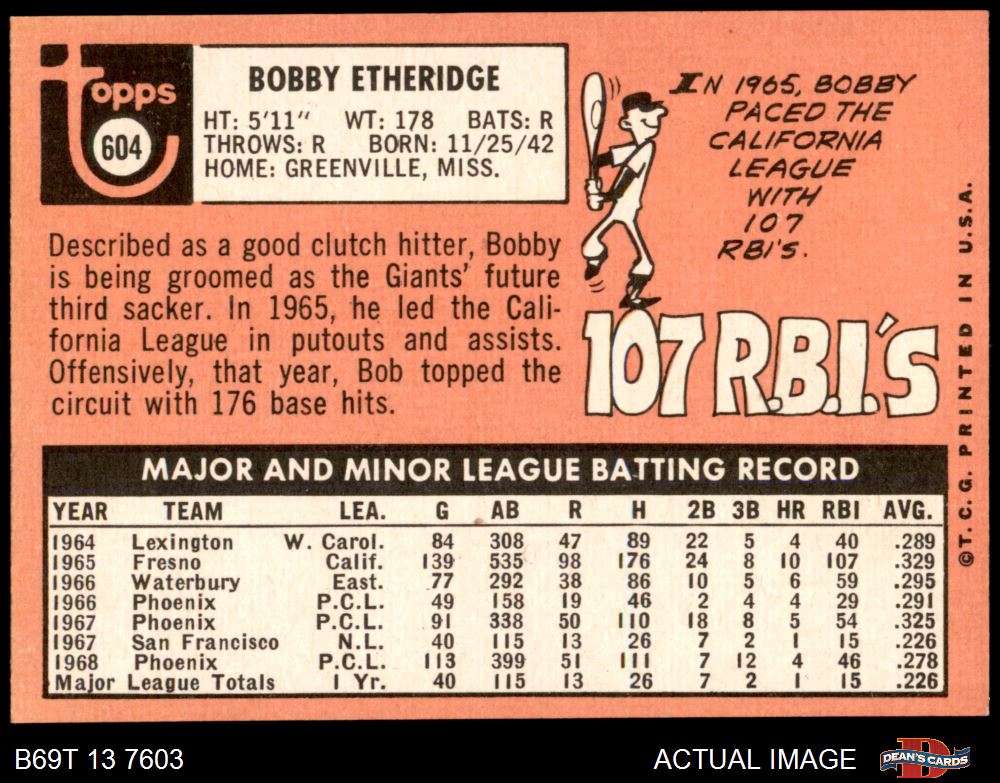 Topps
604
BOBBY ETHERIDGE
HT: 5'11" WT: 178 BATS: R
THROWS: R BORN: 11/25/42
HOME: GREENVILLE, MISS.
Described as a good clutch hitter, Bobby
is being groomed as the Giants' future
third sacker. In 1965, he led the Cali-
fornia League in putouts and assists.
Offensively, that year, Bob topped the
circuit with 176 base hits.
IN 1965, BOBBY
PACED THE
CALIFORNIA
LEAGUE
WITH
107
RBI'S.
107 R.B.I.'S
©T.C.G. PRINTED IN U.S.A.
MAJOR AND MINOR LEAGUE BATTING RECORD
YEAR TEAM LEA. G AB R H 2B 3B HR RBI AVG.
1964 Lexington W. Carol. 84 308 47 89 22 5 4 40 .289
1965 Fresno Calif. 139 535 98 176 24 8 10 107 .329
1966 Waterbury East. 77 292 38 86 10 5 6 59 .295
1966 Phoenix P.C.L. 49 158 19 46 2 4 4 29 .291
1967 Phoenix P.C.L. 91 338 50 110 18 8 5 54 .325
1967 San Francisco N.L. 40 115 13 26 7 2 1 15 .226
1968 Phoenix P.C.L. 113 399 51 111 7 12 4 46 .278
Major League Totals 1 Yr. 40 115 13 26 7 2 1 15 .226
B69T 13 7603
ACTUAL IMAGE
D
DEAN'S CARDS